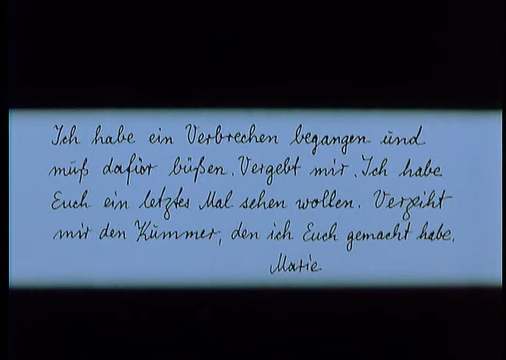 Ich habe ein Verbrechen begangen und
muß dafür büßen. Vergebt mir. Ich habe
Euch ein letztes Mal sehen wollen. Verzeiht
mir den Kummer, den ich Euch gemacht habe.
Marie